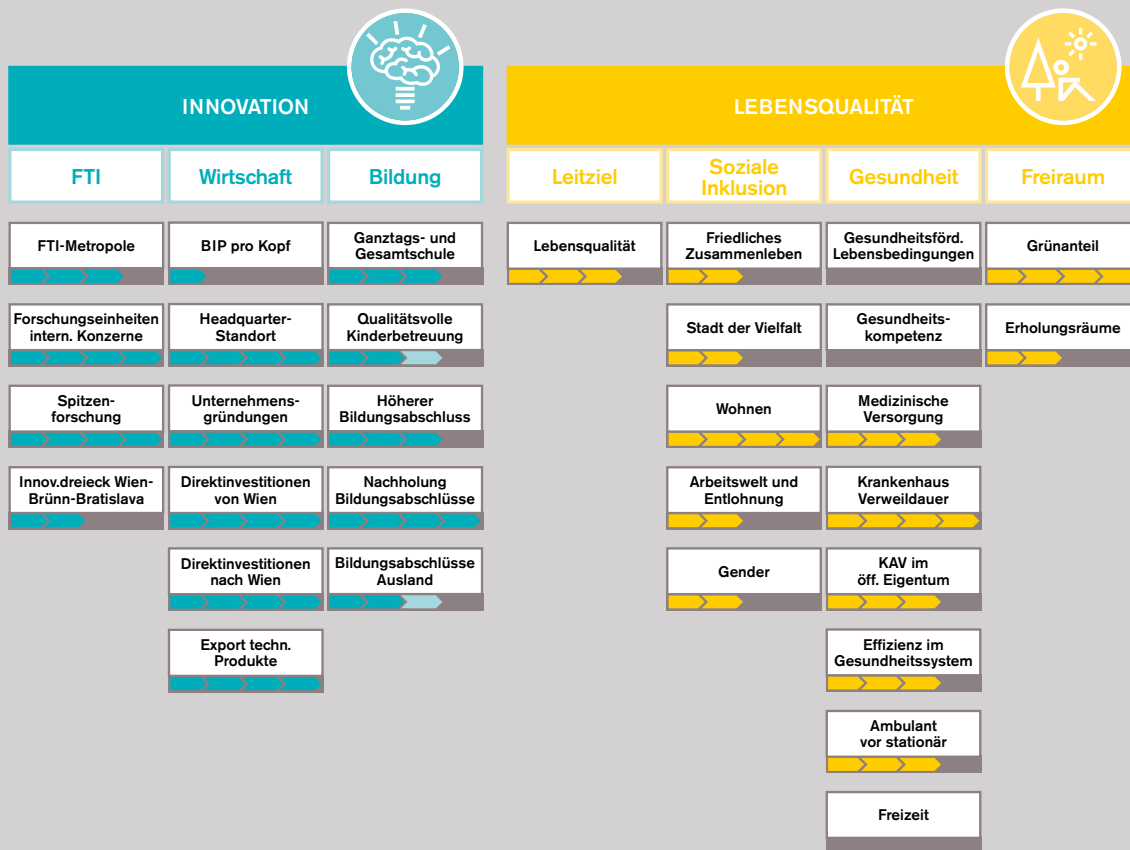 INNOVATION
LEBENSQUALITÄT
FTI
Wirtschaft
Bildung
Leitziel
Soziale
Inklusion
Gesundheit
Freiraum
FTI-Metropole
BIP pro Kopf
Ganztags- und
Gesamtschule
Lebensqualität
Friedliches
Zusammenleben
Gesundheitsförd.
Lebensbedingungen
Grünanteil
Forschungseinheiten
intern. Konzerne
Headquarter-
Standort
Qualitätsvolle
Kinderbetreuung
Stadt der Vielfalt
Gesundheits-
kompetenz
Erholungsräume
Spitzen-
forschung
Unternehmens-
gründungen
Höherer
Bildungsabschluss
Wohnen
Medizinische
Versorgung
Innov.dreieck Wien-
Brünn-Bratislava
Direktinvestitionen
von Wien
Nachholung
Bildungsabschlüsse
Arbeitswelt und
Entlohnung
Krankenhaus
Verweildauer
Direktinvestitionen
nach Wien
Bildungsabschlüsse
Ausland
Gender
KAV im
öff. Eigentum
Export techn.
Produkte
Effizienz im
Gesundheitssystem
Ambulant
vor stationär
Freizeit